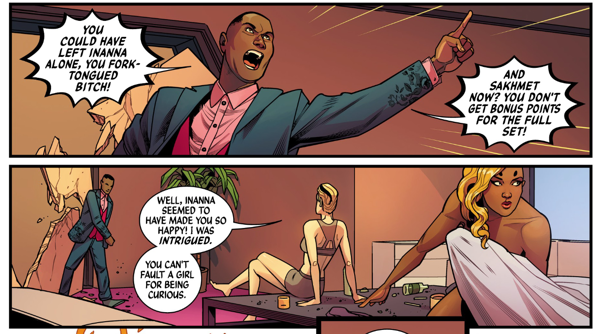 YOU
COULD HAVE
LEFT INANNA
ALONE, YOU FORK-
TONGUED
BITCH!
AND
SAKHMET
NOW? YOU DON'T
GET BONUS POINTS
FOR THE FULL
SET!
WELL, INANNA
SEEMED TO
HAVE MADE YOU SO
HAPPY! I WAS
INTRIGUED.
YOU CAN'T
FAULT A GIRL
FOR BEING
CURIOUS.